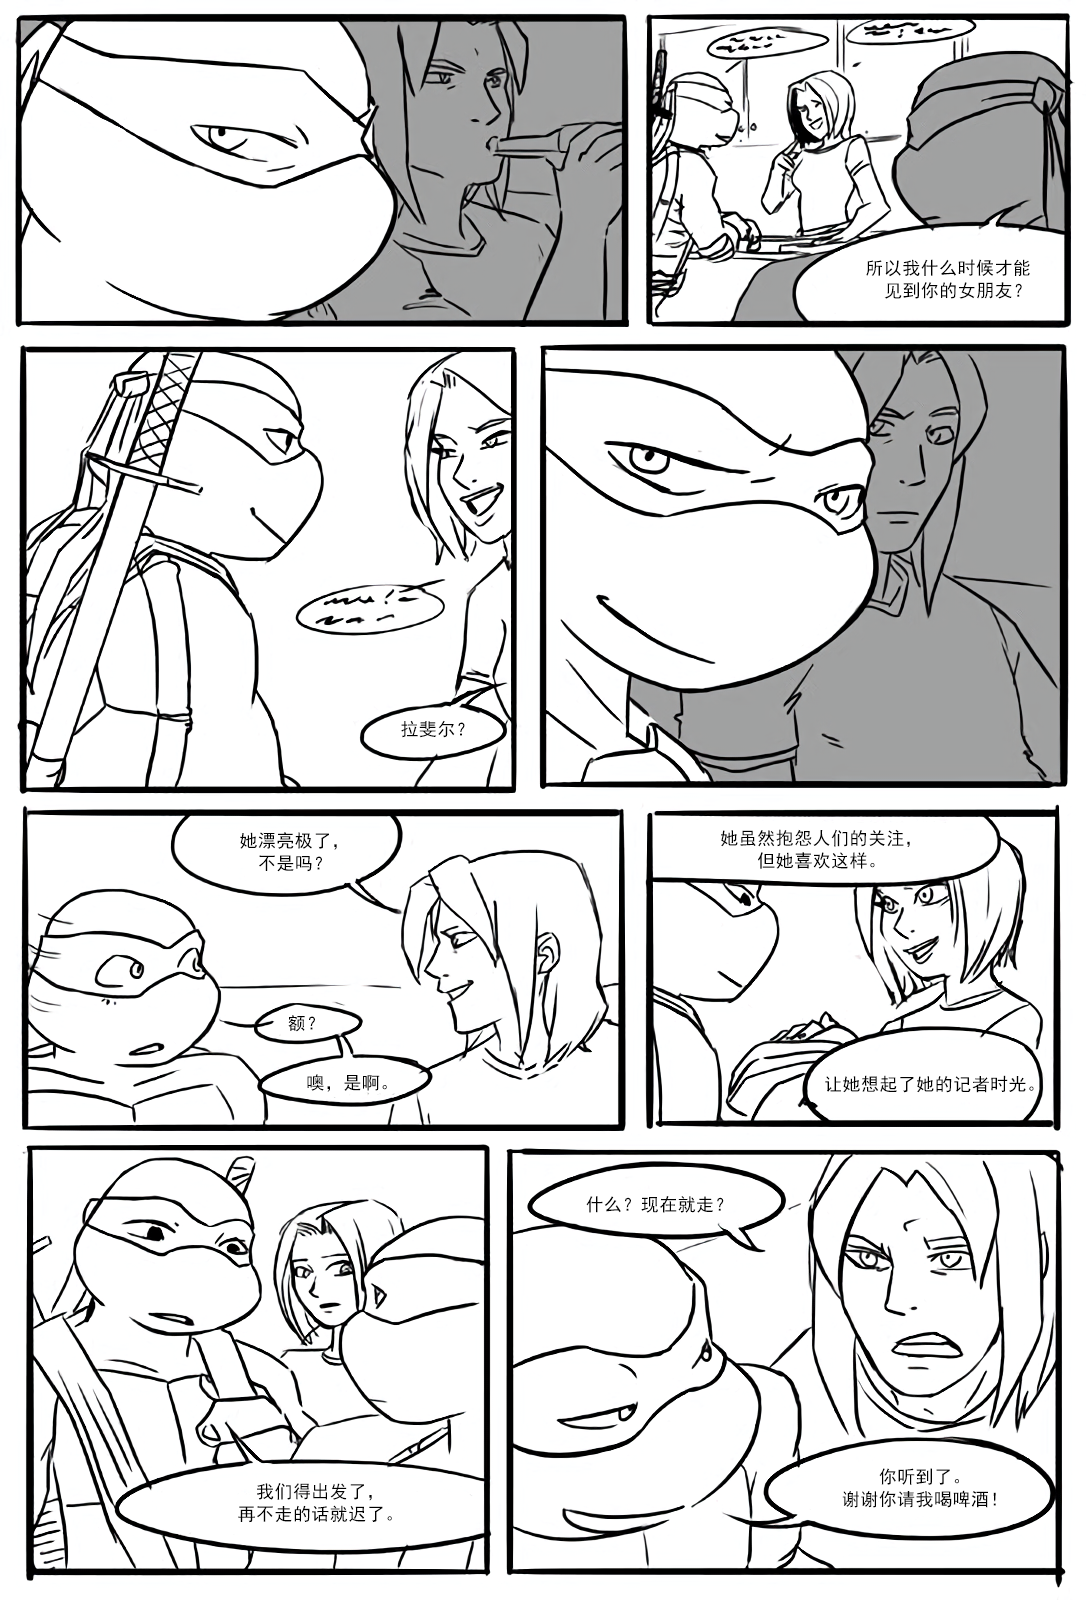 所以我什么时候才能
见到你的女朋友？
拉斐尔？
她漂亮极了，
不是吗？
额？
噢，是啊。
她虽然抱怨人们的关注，
但她喜欢这样。
让她想起了她的记者时光。
我们得出发了，
再不走的话就迟了。
什么？现在就走？
你听到了。
谢谢你请我喝啤酒！